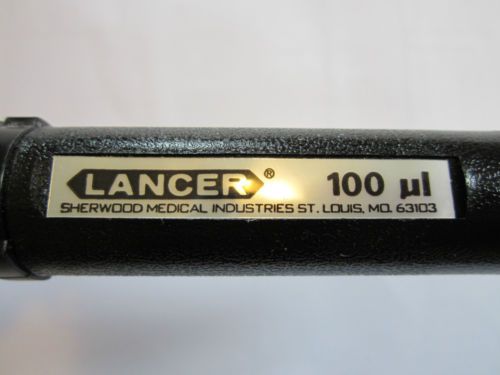 LANCER® 100 µl
SHERWOOD MEDICAL INDUSTRIES ST. LOUIS, MO. 63103